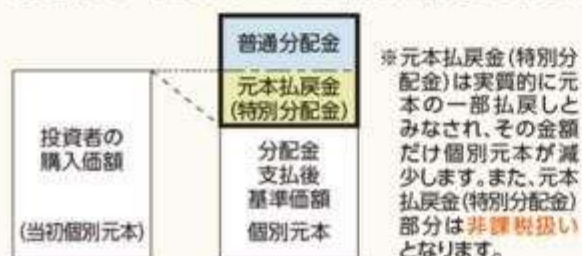 普通分配金
元本払戻金
(特別分配金)
投資者の
購入価額
(当初個別元本)
分配金
支払後
基準価額
個別元本
※元本払戻金(特別分
配金)は実質的に元
本の一部払戻しと
みなされ、その金額
だけ個別元本が減
少します。また、元本
払戻金(特別分配金)
部分は非課税扱い
となります。